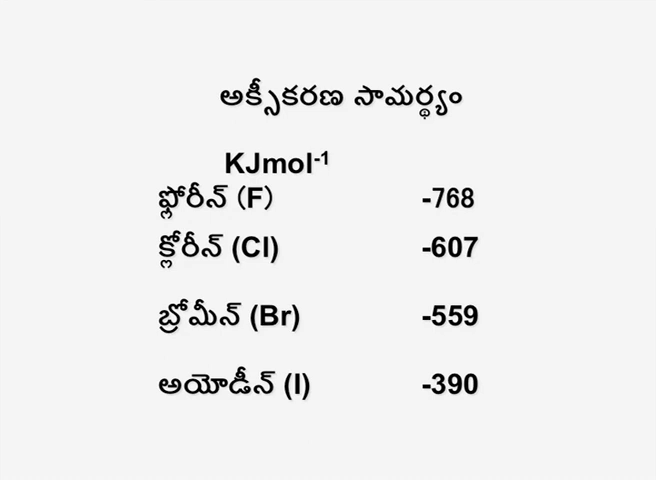 అక్సీకరణ సామర్థ్యం
KJmol⁻¹
ఫ్లోరీన్ (F) -768
క్లోరీన్ (Cl) -607
బ్రోమీన్ (Br) -559
అయోడీన్ (I) -390